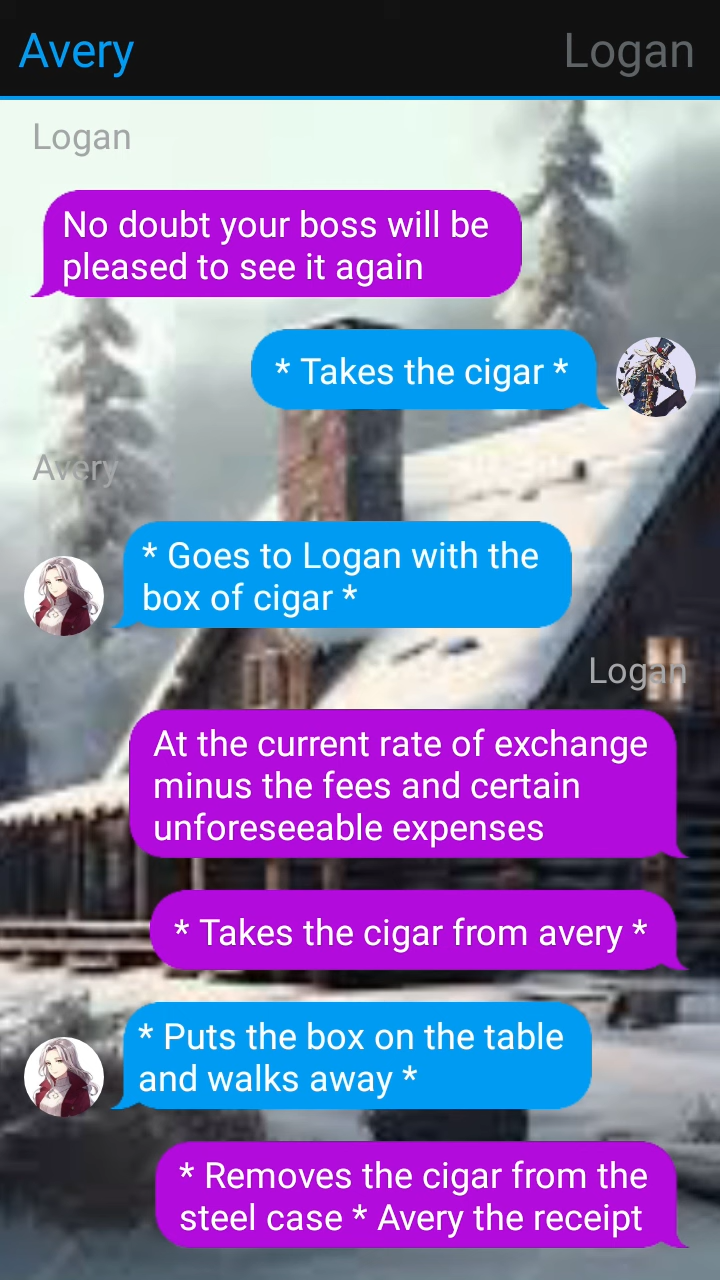 Avery
Logan
Logan
No doubt your boss will be
pleased to see it again
* Takes the cigar *
Avery
* Goes to Logan with the
box of cigar *
Logan
At the current rate of exchange
minus the fees and certain
unforeseeable expenses
* Takes the cigar from avery *
* Puts the box on the table
and walks away *
* Removes the cigar from the
steel case * Avery the receipt